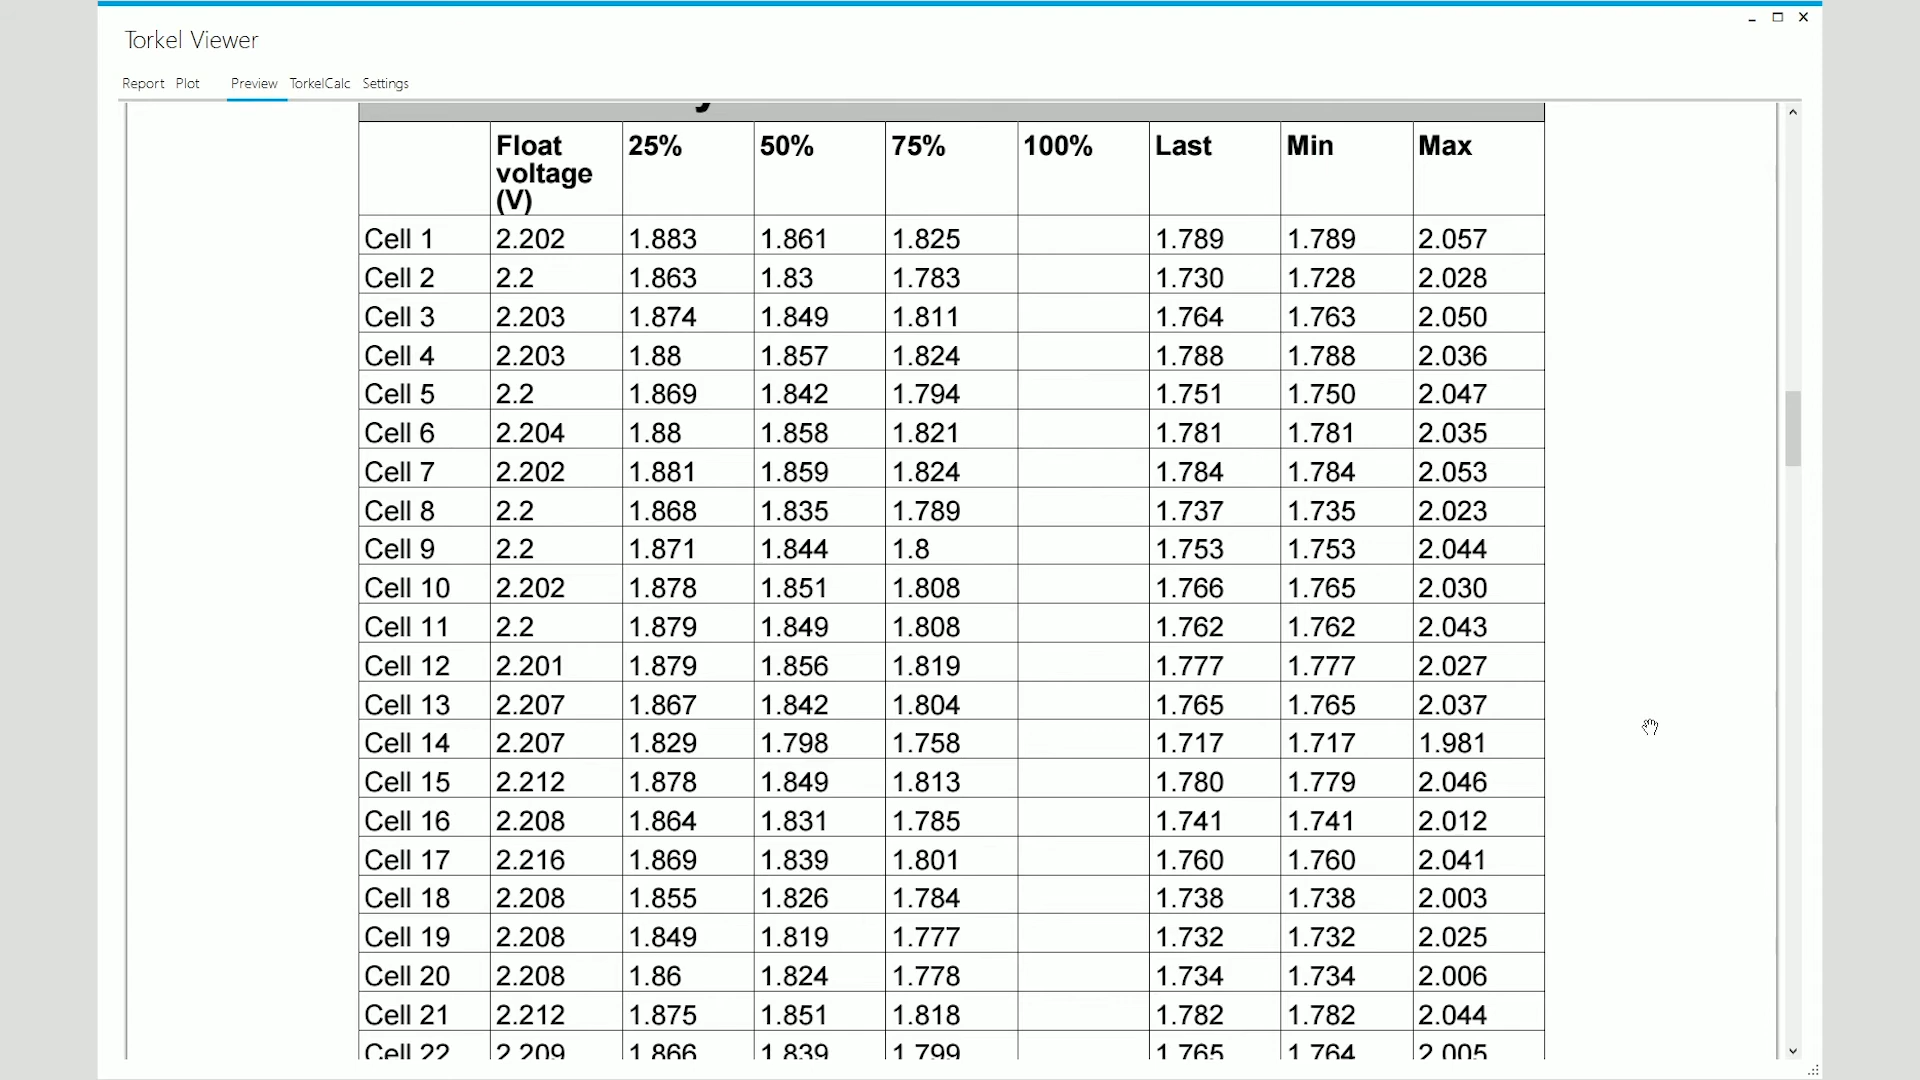 Torkel Viewer
Report Plot Preview TorkelCalc Settings
Float voltage (V) 25% 50% 75% 100% Last Min Max
Cell 1 2.202 1.883 1.861 1.825 1.789 1.789 2.057
Cell 2 2.2 1.863 1.83 1.783 1.730 1.728 2.028
Cell 3 2.203 1.874 1.849 1.811 1.764 1.763 2.050
Cell 4 2.203 1.88 1.857 1.824 1.788 1.788 2.036
Cell 5 2.2 1.869 1.842 1.794 1.751 1.750 2.047
Cell 6 2.204 1.88 1.858 1.821 1.781 1.781 2.035
Cell 7 2.202 1.881 1.859 1.824 1.784 1.784 2.053
Cell 8 2.2 1.868 1.835 1.789 1.737 1.735 2.023
Cell 9 2.2 1.871 1.844 1.8 1.753 1.753 2.044
Cell 10 2.202 1.878 1.851 1.808 1.766 1.765 2.030
Cell 11 2.2 1.879 1.849 1.808 1.762 1.762 2.043
Cell 12 2.201 1.879 1.856 1.819 1.777 1.777 2.027
Cell 13 2.207 1.867 1.842 1.804 1.765 1.765 2.037
Cell 14 2.207 1.829 1.798 1.758 1.717 1.717 1.981
Cell 15 2.212 1.878 1.849 1.813 1.780 1.779 2.046
Cell 16 2.208 1.864 1.831 1.785 1.741 1.741 2.012
Cell 17 2.216 1.869 1.839 1.801 1.760 1.760 2.041
Cell 18 2.208 1.855 1.826 1.784 1.738 1.738 2.003
Cell 19 2.208 1.849 1.819 1.777 1.732 1.732 2.025
Cell 20 2.208 1.86 1.824 1.778 1.734 1.734 2.006
Cell 21 2.212 1.875 1.851 1.818 1.782 1.782 2.044
Cell 22 2.209 1.866 1.839 1.799 1.765 1.764 2.005